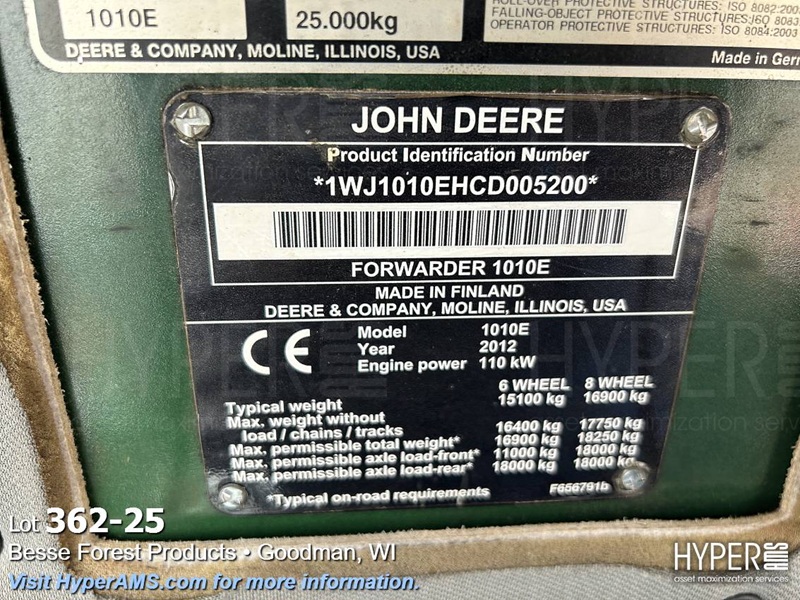 1010E
25.000kg
ROLL-OVER PROTECTIVE STRUCTURES: ISO 8082:2003
FALLING-OBJECT PROTECTIVE STRUCTURES: ISO 8083
OPERATOR PROTECTIVE STRUCTURES: ISO 8084:2003
DEERE & COMPANY, MOLINE, ILLINOIS, USA
Made in Germ
JOHN DEERE
Product Identification Number
*1WJ1010EHCD005200*
FORWARDER 1010E
MADE IN FINLAND
DEERE & COMPANY, MOLINE, ILLINOIS, USA
CE
Model 1010E
Year 2012
Engine power 110 kW
6 WHEEL 8 WHEEL
Typical weight 15100 kg 16900 kg
Max. weight without
load / chains / tracks 16400 kg 17750 kg
Max. permissible total weight* 16900 kg 18250 kg
Max. permissible axle load-front* 11000 kg 18000 kg
Max. permissible axle load-rear* 18000 kg 18000 kg
*Typical on-road requirements
F656791b
Lot 362-25
Besse Forest Products • Goodman, WI
Visit HyperAMS.com for more information.
HYPER AMS
asset maximization services